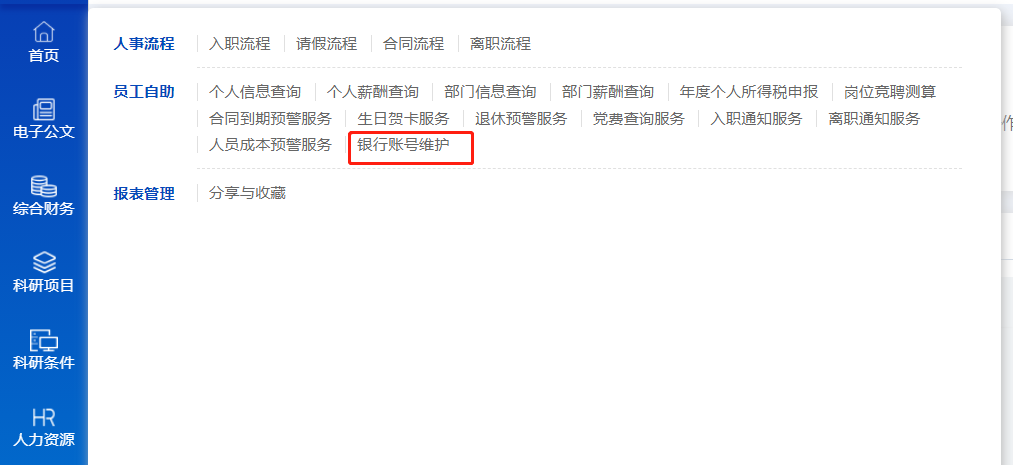 首页
电子公文
综合财务
科研项目
科研条件
HR
人力资源
人事流程 入职流程 请假流程 合同流程 离职流程
员工自助 个人信息查询 个人薪酬查询 部门信息查询 部门薪酬查询 年度个人所得税申报 岗位竞聘测算
合同到期预警服务 生日贺卡服务 退休预警服务 党费查询服务 入职通知服务 离职通知服务
人员成本预警服务 银行账号维护
报表管理 分享与收藏
作